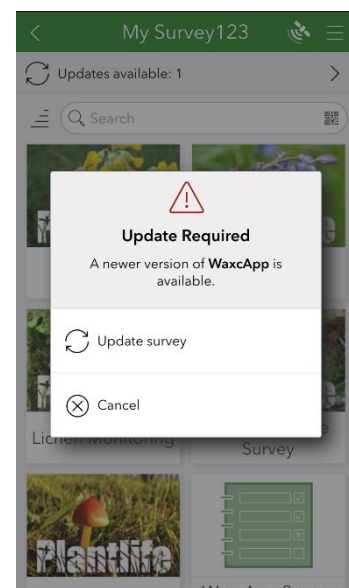 My Survey123
Updates available: 1
Search
Update Required
A newer version of WaxcApp is
available.
Update survey
Cancel
Lichen Monitoring
Survey
Plantlife